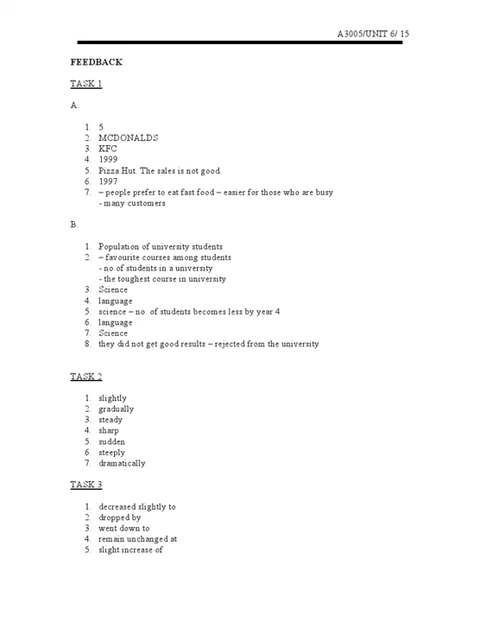 A3005/UNIT 6/ 15
FEEDBACK
TASK 1
A.
1. 5
2. MCDONALDS
3. KFC
4. 1999
5. Pizza Hut. The sales is not good.
6. 1997
7. – people prefer to eat fast food – easier for those who are busy
- many customers
B.
1. Population of university students
2. – favourite courses among students
- no.of students in a university
- the toughest course in university
3. Science
4. language
5. science – no. of students becomes less by year 4
6. language
7. Science
8. they did not get good results – rejected from the university
TASK 2
1. slightly
2. gradually
3. steady
4. sharp
5. sudden
6. steeply
7. dramatically
TASK 3
1. decreased slightly to
2. dropped by
3. went down to
4. remain unchanged at
5. slight increase of